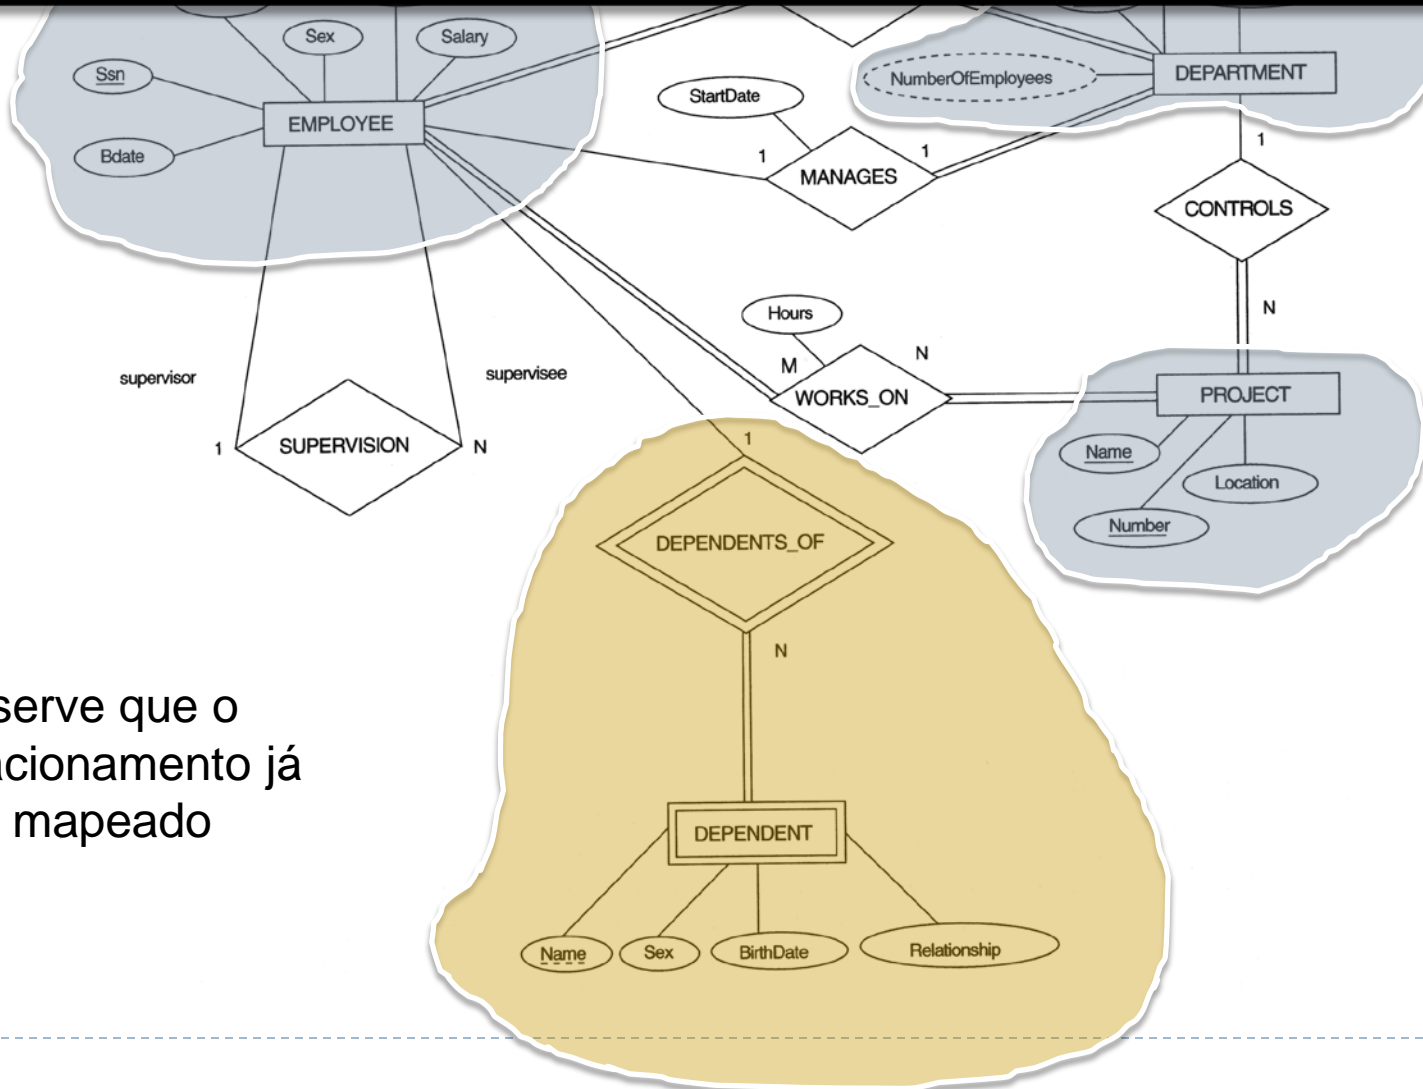 Sex
Salary
Ssn
NumberOfEmployees
DEPARTMENT
StartDate
EMPLOYEE
Bdate
1
1
1
MANAGES
CONTROLS
Hours
N
M
N
supervisor
supervisee
WORKS_ON
PROJECT
1
SUPERVISION
N
1
Name
Location
Number
DEPENDENTS_OF
N
serve que o
acionamento já
mapeado
DEPENDENT
Name
Sex
BirthDate
Relationship